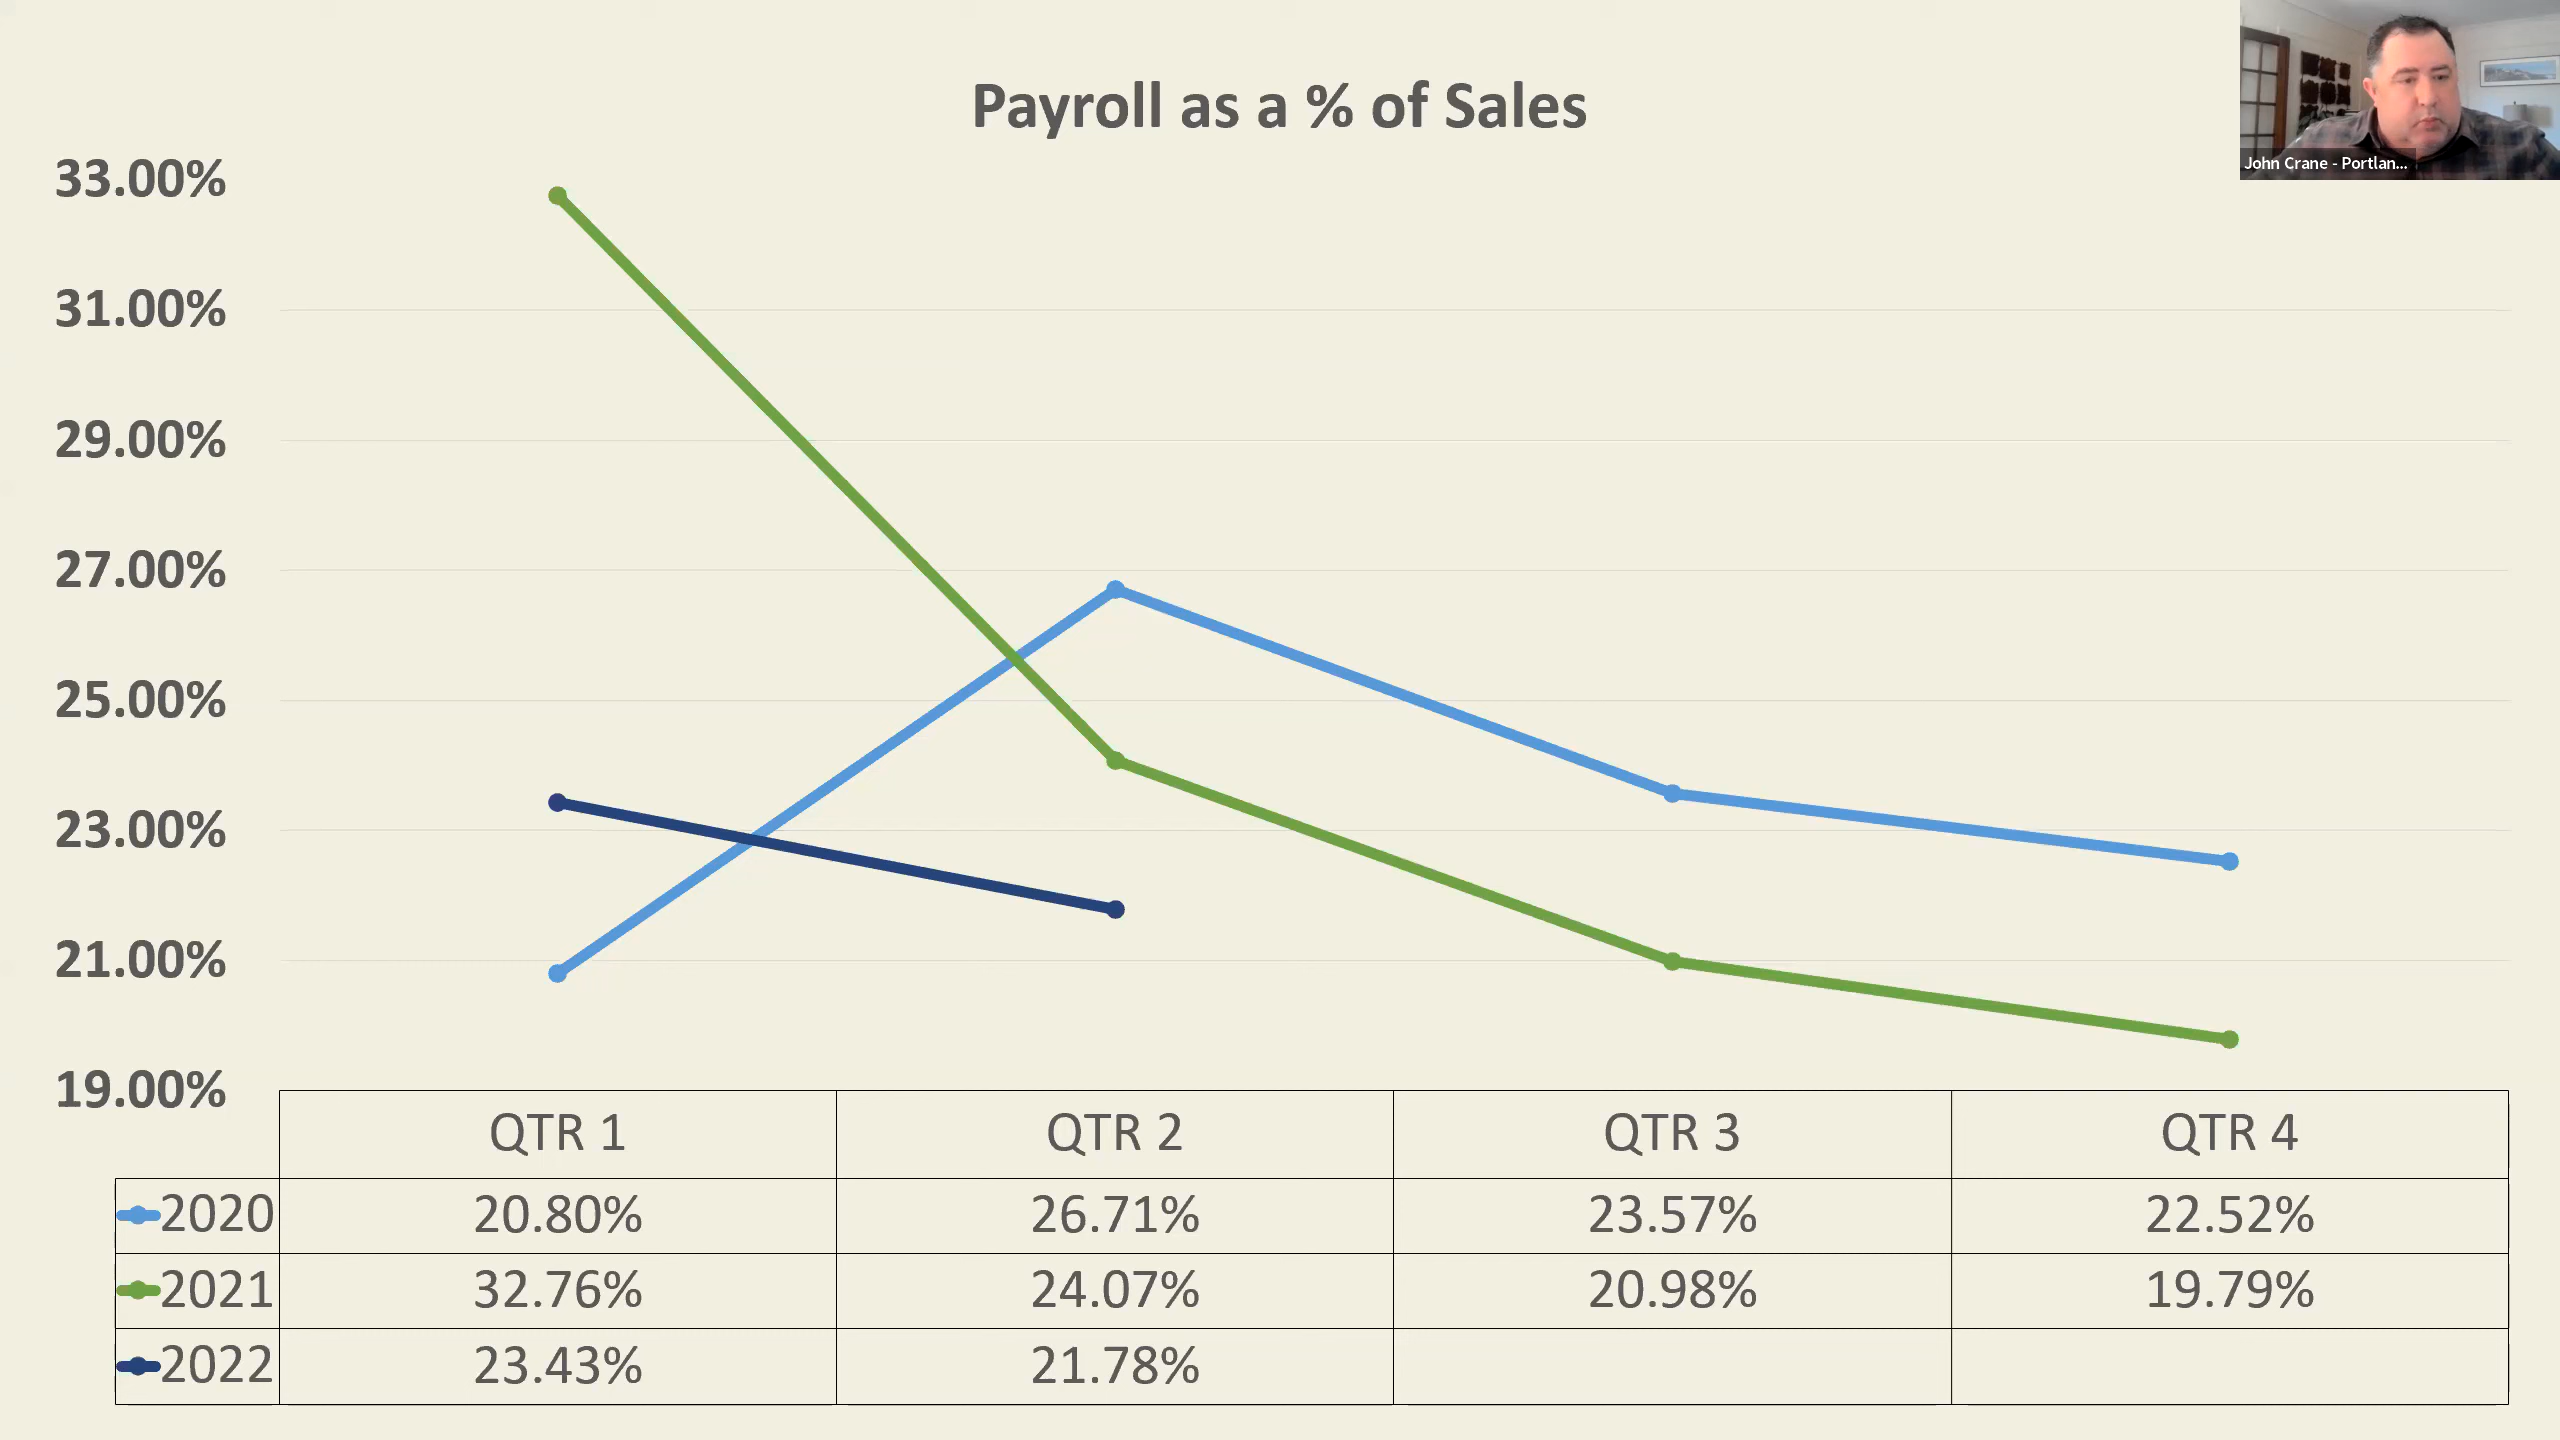 Payroll as a % of Sales
John Crane - Portlan...
33.00%
31.00%
29.00%
27.00%
25.00%
23.00%
21.00%
19.00%
QTR 1 QTR 2 QTR 3 QTR 4
2020 20.80% 26.71% 23.57% 22.52%
2021 32.76% 24.07% 20.98% 19.79%
2022 23.43% 21.78%